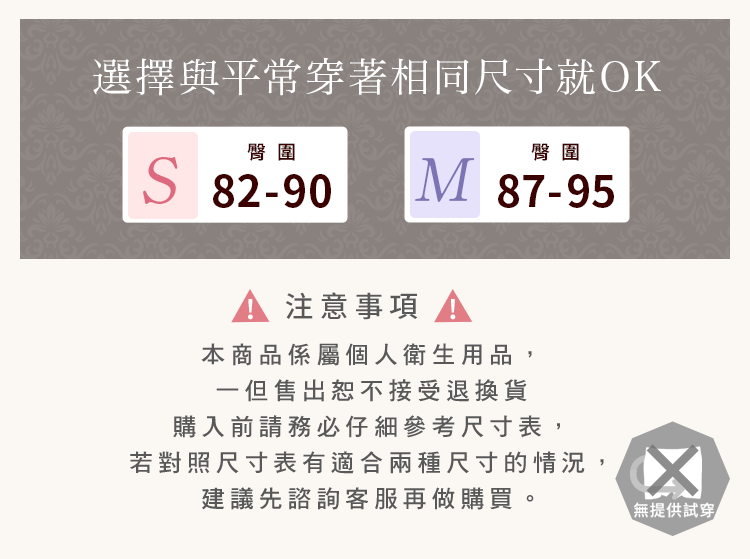 選擇與平常穿著相同尺寸就OK
S
臀圍
82-90
M
臀圍
87-95
注意事項
本商品係屬個人衛生用品，
一但售出恕不接受退換貨
購入前請務必仔細參考尺寸表，
若對照尺寸表有適合兩種尺寸的情況，
建議先諮詢客服再做購買。
無提供試穿